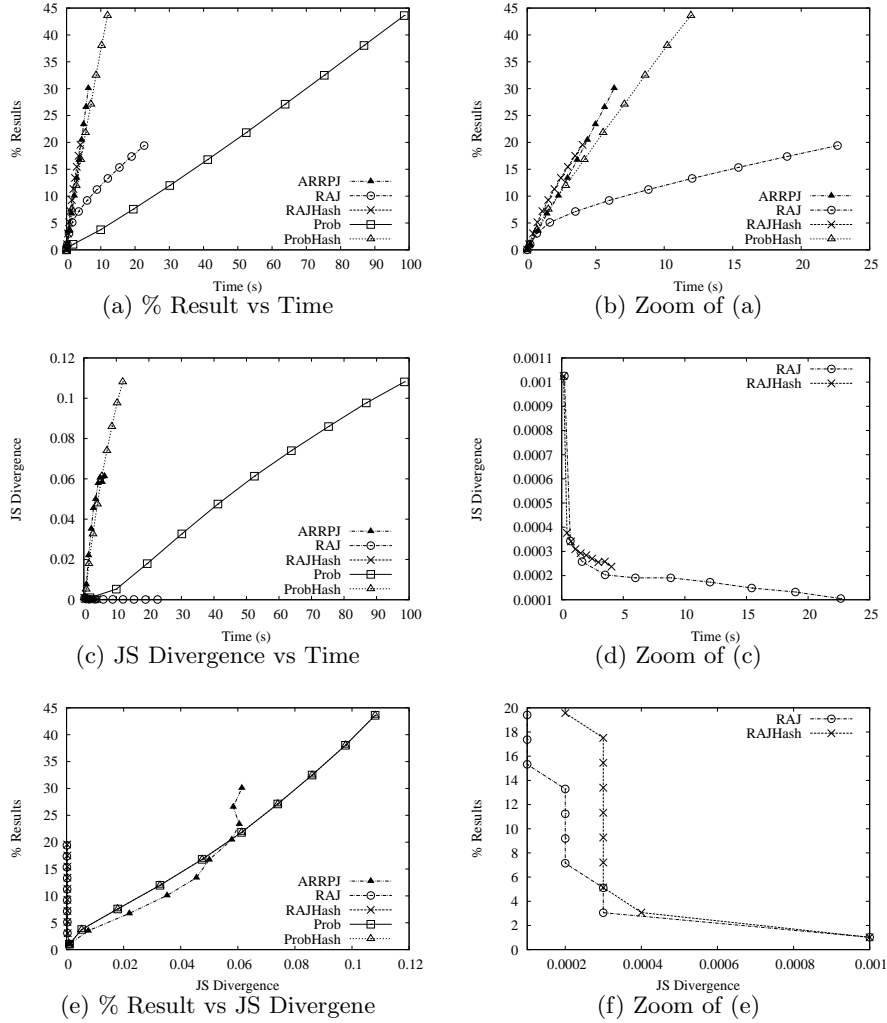 45
40
35
30
25
20
15
10
5
0
% Results
ARRPJ
RAJ
RAJHash
Prob
ProbHash
0 10 20 30 40 50 60 70 80 90 100
Time (s)
(a) % Result vs Time
45
40
35
30
25
20
15
10
5
0
% Results
ARRPJ
RAJ
RAJHash
ProbHash
0 5 10 15 20 25
Time (s)
(b) Zoom of (a)
0.12
0.1
0.08
0.06
0.04
0.02
0
JS Divergence
ARRPJ
RAJ
RAJHash
Prob
ProbHash
0 10 20 30 40 50 60 70 80 90 100
Time (s)
(c) JS Divergence vs Time
0.0011
0.001
0.0009
0.0008
0.0007
0.0006
0.0005
0.0004
0.0003
0.0002
0.0001
JS Divergence
RAJ
RAJHash
0 5 10 15 20 25
Time (s)
(d) Zoom of (c)
50
45
40
35
30
25
20
15
10
5
0
% Results
ARRPJ
RAJ
RAJHash
Prob
ProbHash
0 0.02 0.04 0.06 0.08 0.1 0.12
JS Divergence
(e) % Result vs JS Divergene
20
18
16
14
12
10
8
6
4
2
0
% Results
RAJ
RAJHash
0.0002 0.0004 0.0006 0.0008 0.001
JS Divergence
(f) Zoom of (e)